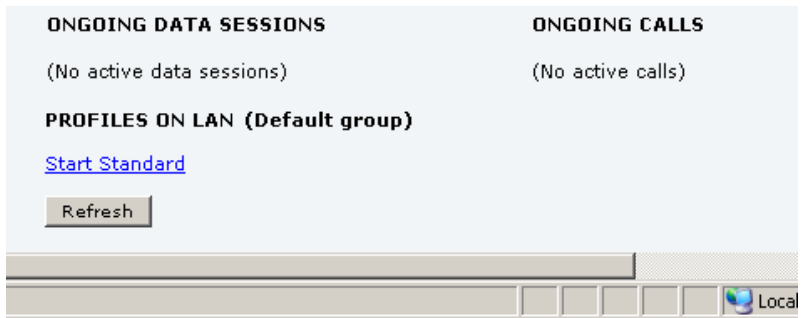 ONGOING DATA SESSIONS
ONGOING CALLS
(No active data sessions)
(No active calls)
PROFILES ON LAN (Default group)
Start Standard
Refresh
Local